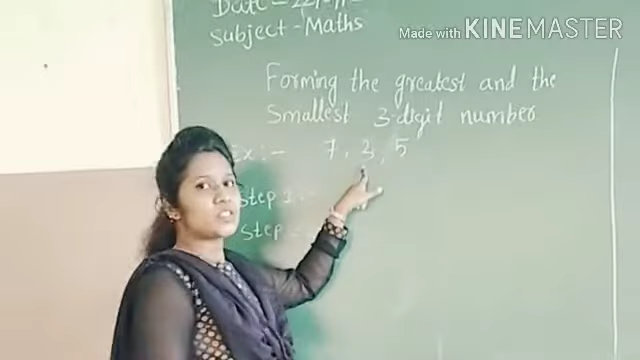 Made with KINEMASTER
Date -
Subject - Maths
Forming the greatest and the
Smallest 3-digit number
Ex :- 7, 3, 5
Step 1 :-
Step -